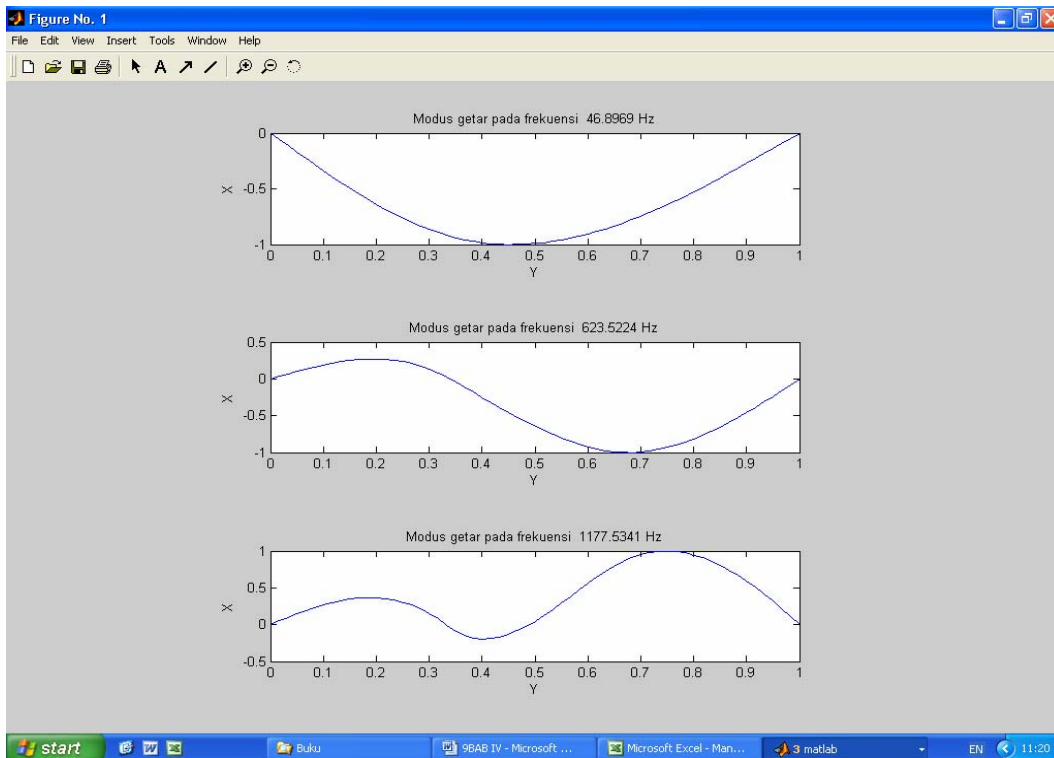 Figure No. 1
File Edit View Insert Tools Window Help
Modus getar pada frekuensi 46.8969 Hz
0
-0.5
-1
X
0 0.1 0.2 0.3 0.4 0.5 0.6 0.7 0.8 0.9 1
Y
Modus getar pada frekuensi 623.5224 Hz
0.5
0
-0.5
-1
X
0 0.1 0.2 0.3 0.4 0.5 0.6 0.7 0.8 0.9 1
Y
Modus getar pada frekuensi 1177.5341 Hz
1
0.5
0
-0.5
X
0 0.1 0.2 0.3 0.4 0.5 0.6 0.7 0.8 0.9 1
Y
start Buku 9BAB IV - Microsoft ... Microsoft Excel - Man... 3 matlab EN 11:20